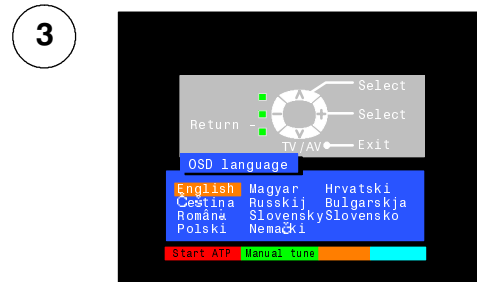 3
Select
Select
Return -
TV/AV Exit
OSD language
English Magyar Hrvatski
Čeština Russkij Bulgarskja
Română Slovensky Slovensko
Polski Nemački
Start ATP Manual tune